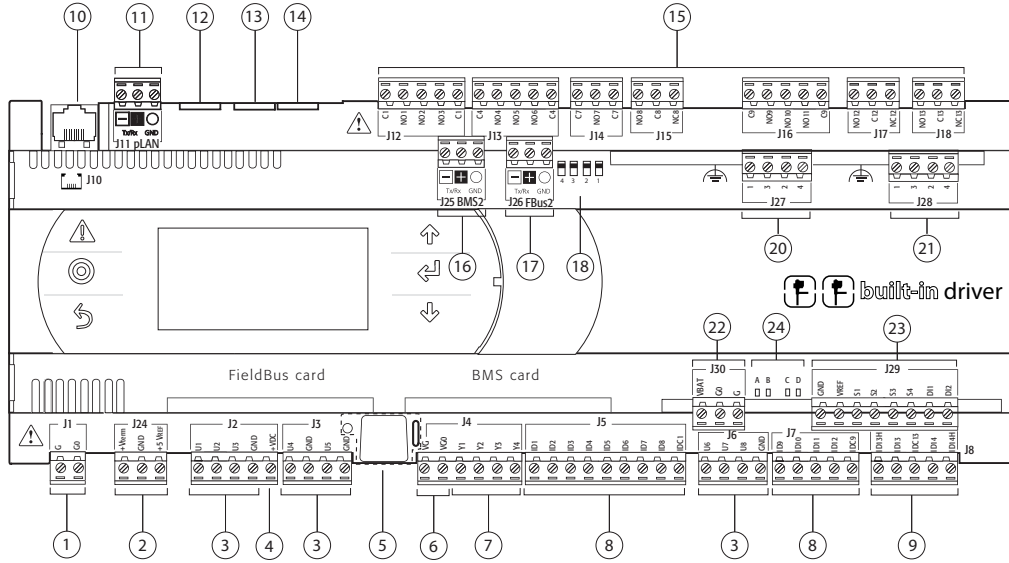 10 11 12 13 14 15
C1 NO1 NO2 NO3 C1 C4 NO4 NO5 NO6 C4 C7 NO7 C7 NO8 C8 NC8 C9 NO9 NO10 NO11 C9 NO12 C12 NC12 NO13 C13 NC13
J12 J13 J14 J15 J16 J17 J18
Tx/Rx GND
J11 pLAN
J10
Tx/Rx GND Tx/Rx GND
4 3 2 1
J25 BMS2 J26 FBus2
1 3 2 4 1 3 2 4
J27 J28
16 17 18 20 21
built-in driver
22 24 23
FieldBus card BMS card
J30 A B C D J29
VBAT G0 G GND VREF S1 S2 S3 S4 DI1 DI2
J1 J24 J2 J3 J4 J5 J6 J7 J8
G G0 +Vterm GND +5 VREF U1 U2 U3 GND +VDC U4 GND U5 GND VG VG0 Y1 Y2 Y3 Y4 ID1 ID2 ID3 ID4 ID5 ID6 ID7 ID8 IDC1 U6 U7 U8 GND ID9 ID10 ID11 ID12 IDC9 ID13H ID13 IDC13 ID14 ID14H
1 2 3 4 3 5 6 7 8 3 8 9